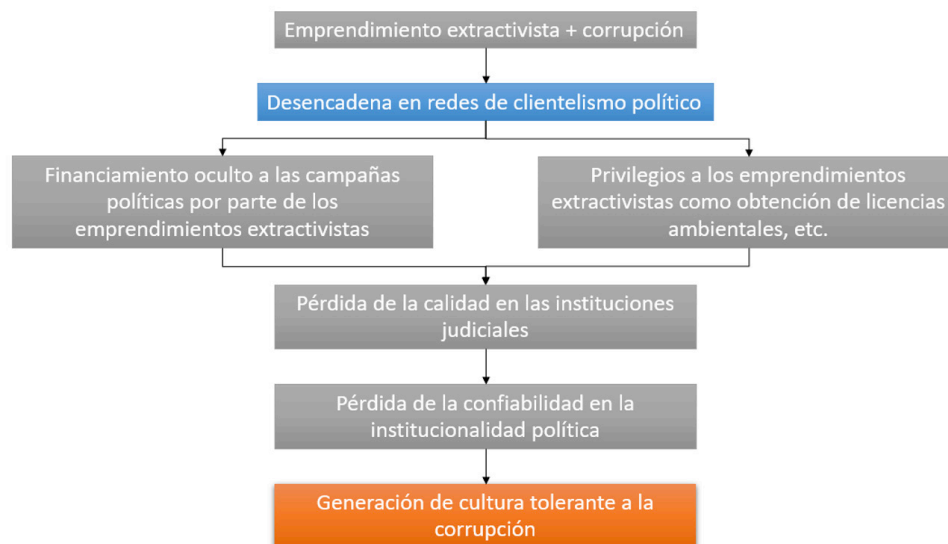 Emprendimiento extractivista + corrupción
Desencadena en redes de clientelismo político
Financiamiento oculto a las campañas
políticas por parte de los
emprendimientos extractivistas
Privilegios a los emprendimientos
extractivistas como obtención de licencias
ambientales, etc.
Pérdida de la calidad en las instituciones
judiciales
Pérdida de la confiabilidad en la
institucionalidad política
Generación de cultura tolerante a la
corrupción